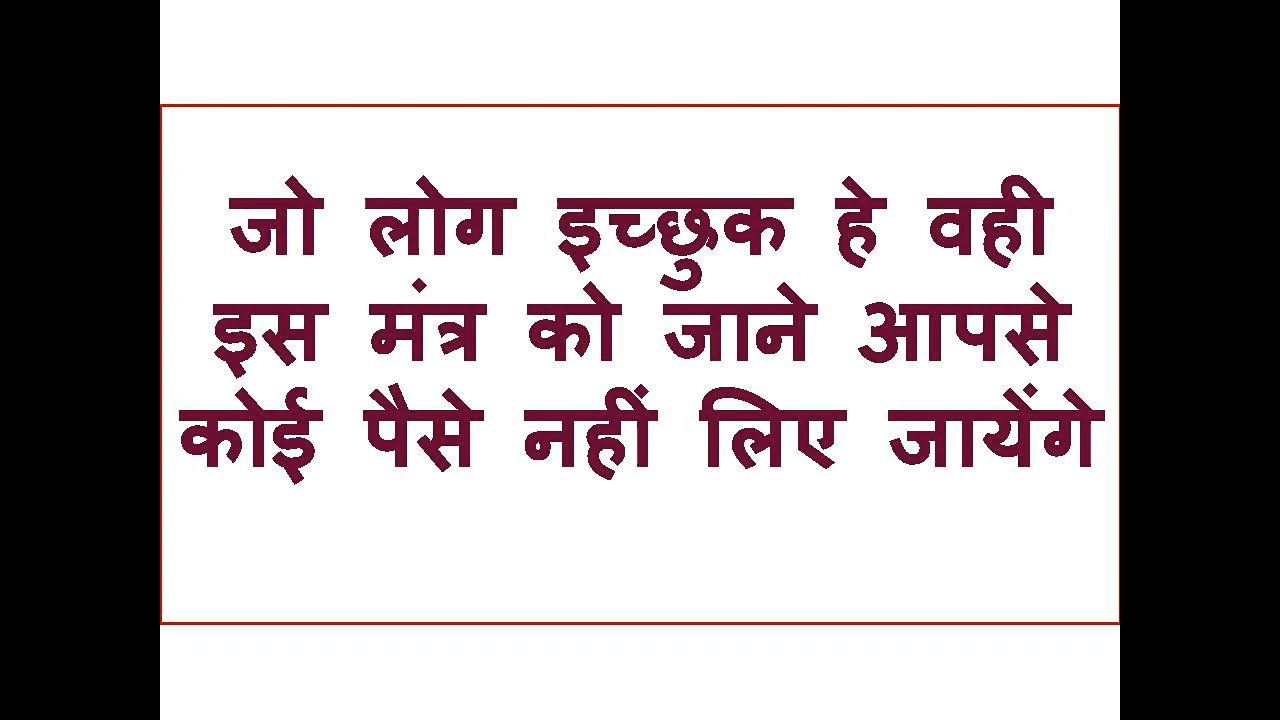 जो लोग इच्छुक हे वही
इस मंत्र को जाने आपसे
कोई पैसे नहीं लिए जायेंगे